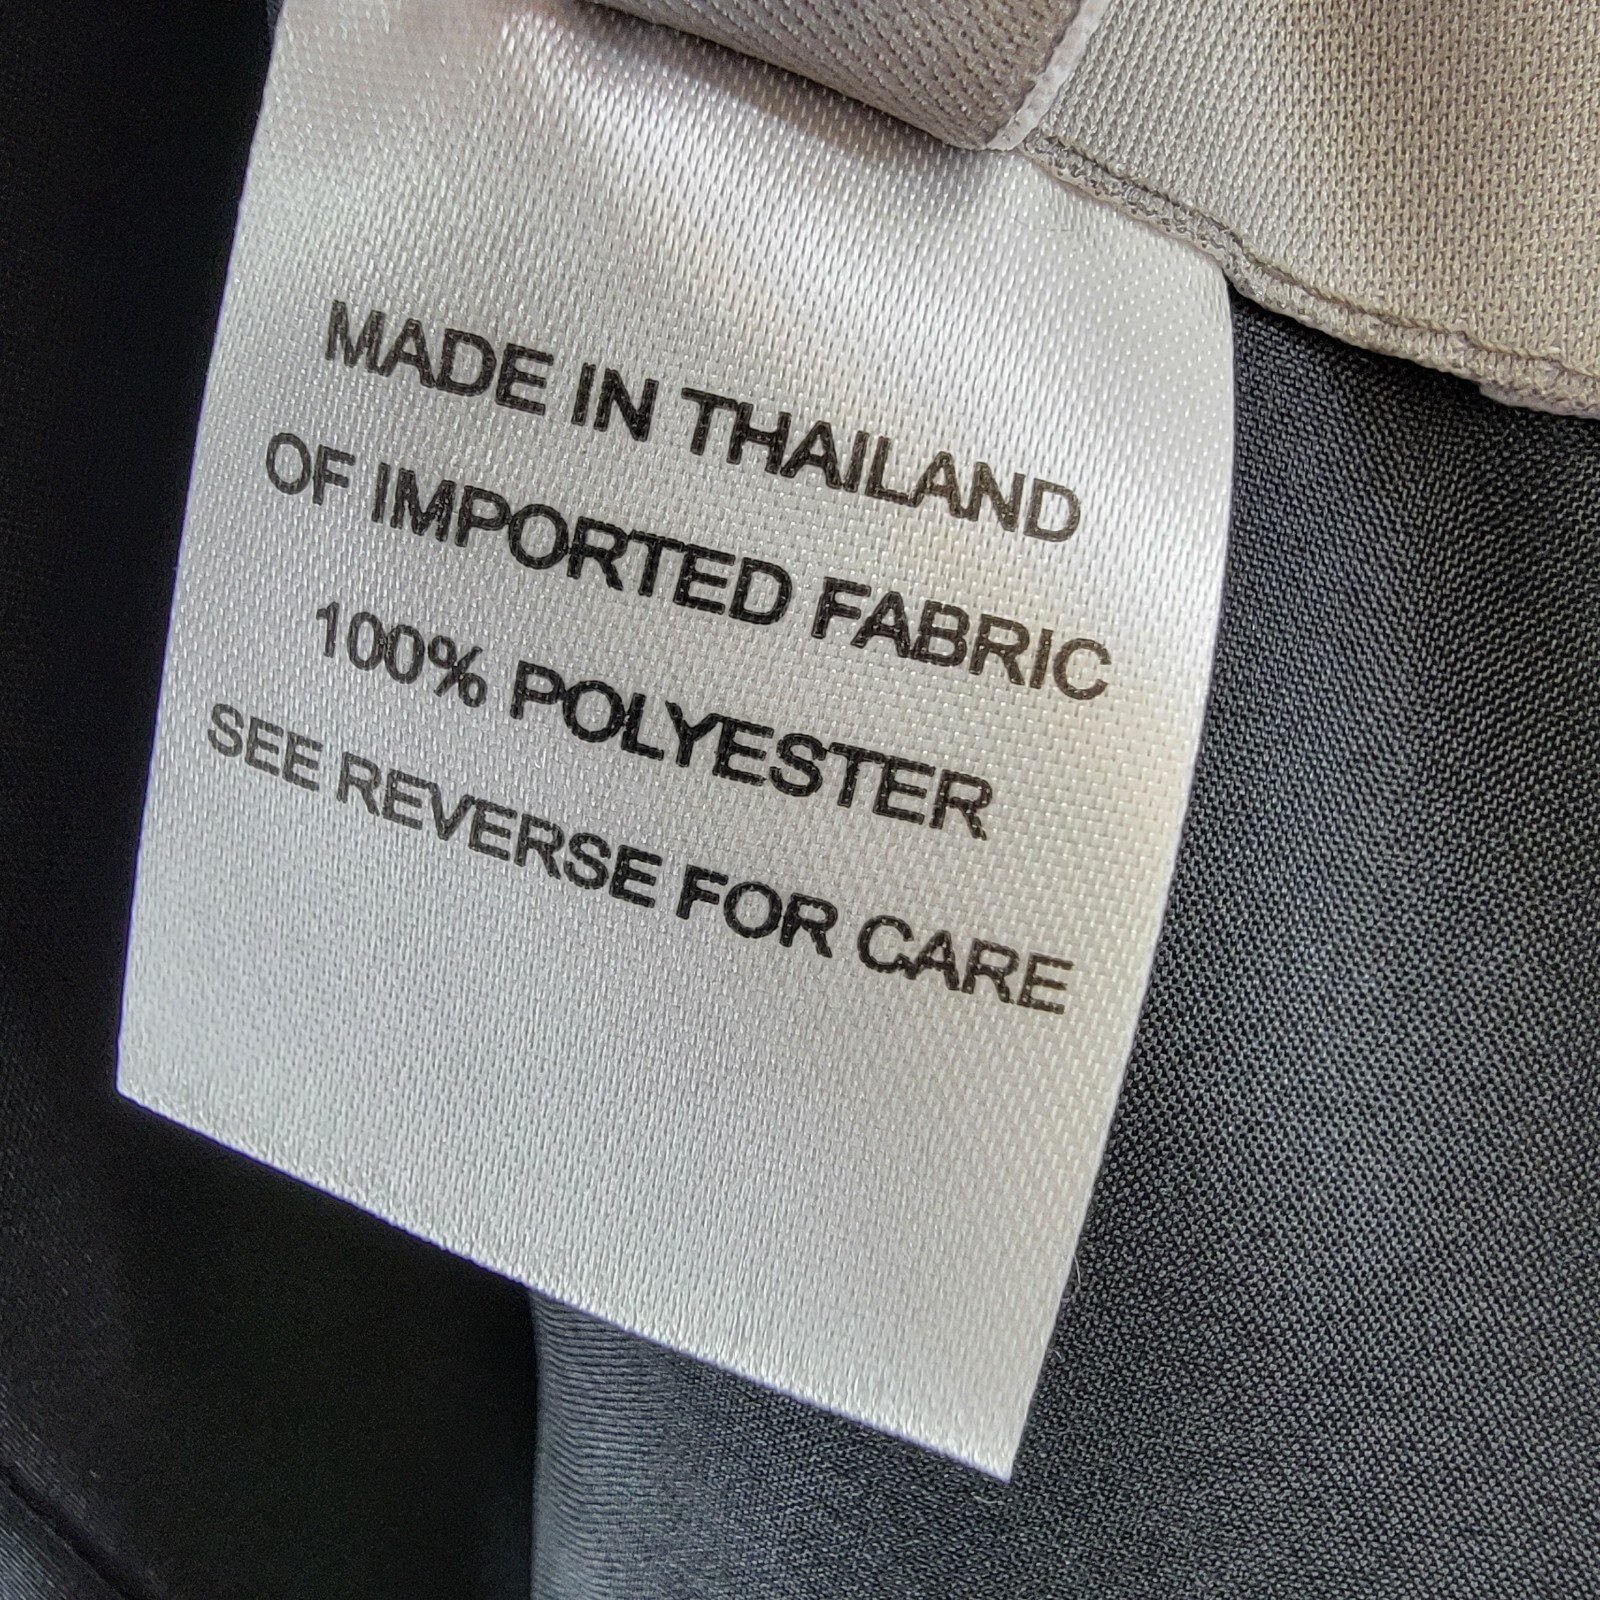 MADE IN THAILAND
OF IMPORTED FABRIC
100% POLYESTER
SEE REVERSE FOR CARE